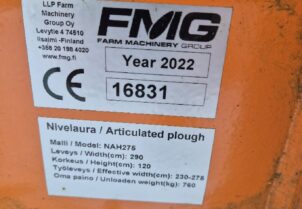 LLP Farm
Machinery
Group Oy
Levytie 4 74510
Iisalmi - Finland
+358 20 198 4020
www.fmg.fi
FMG
FARM MACHINERY GROUP
Year 2022
16831
Nivelaura / Articulated plough
Malli / Model: NAH275
Leveys / Width(cm): 290
Korkeus / Height(cm): 120
Työleveys / Effective width(cm): 230-275
Oma paino / Unloaden weight(kg): 760